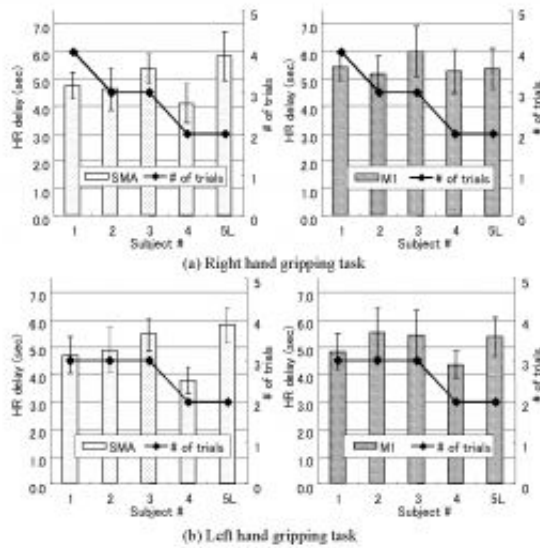 7.0
6.0
5.0
4.0
3.0
2.0
1.0
0.0
HR delay (sec)
5
4
3
2
1
0
# of trials
SMA # of trials
1 2 3 4 5L
Subject #
7.0
6.0
5.0
4.0
3.0
2.0
1.0
0.0
HR delay (sec)
5
4
3
2
1
0
# of trials
M1 # of trials
1 2 3 4 5L
Subject #
(a) Right hand gripping task
7.0
6.0
5.0
4.0
3.0
2.0
1.0
0.0
HR delay (sec)
5
4
3
2
1
0
# of trials
SMA # of trials
1 2 3 4 5L
Subject #
7.0
6.0
5.0
4.0
3.0
2.0
1.0
0.0
HR delay (sec)
5
4
3
2
1
0
# of trials
M1 # of trials
1 2 3 4 5L
Subject #
(b) Left hand gripping task